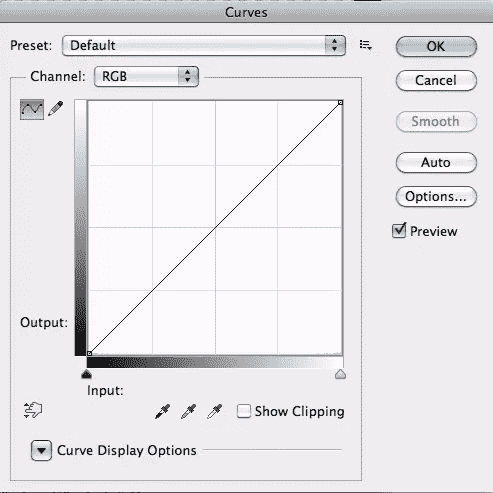 Curves
Preset: Default
OK
Channel: RGB
Cancel
Smooth
Auto
Options...
Preview
Output:
Input:
Show Clipping
Curve Display Options